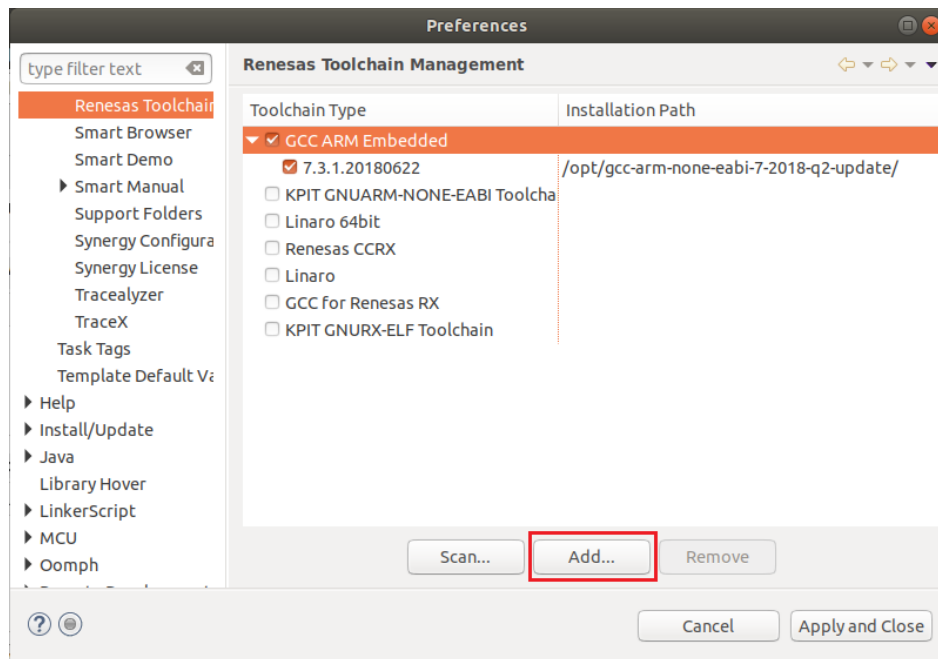 Preferences
type filter text
Renesas Toolchain Management
Renesas Toolchair
Smart Browser
Smart Demo
Smart Manual
Support Folders
Synergy Configura
Synergy License
Tracealyzer
TraceX
Task Tags
Template Default Va
Help
Install/Update
Java
Library Hover
LinkerScript
MCU
Oomph
Toolchain Type
Installation Path
GCC ARM Embedded
7.3.1.20180622
/opt/gcc-arm-none-eabi-7-2018-q2-update/
KPIT GNUARM-NONE-EABI Toolcha
Linaro 64bit
Renesas CCRX
Linaro
GCC for Renesas RX
KPIT GNURX-ELF Toolchain
Scan...
Add...
Remove
Cancel
Apply and Close